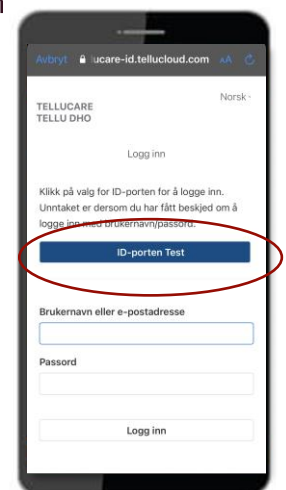 Avbryt ucare-id.tellucloud.com AA
TELLUCARE
TELLU DHO
Norsk
Logg inn
Klikk på valg for ID-porten for å logge inn.
Unntaket er dersom du har fått beskjed om å
logge inn med brukernavn/passord.
ID-porten Test
Brukernavn eller e-postadresse
Passord
Logg inn